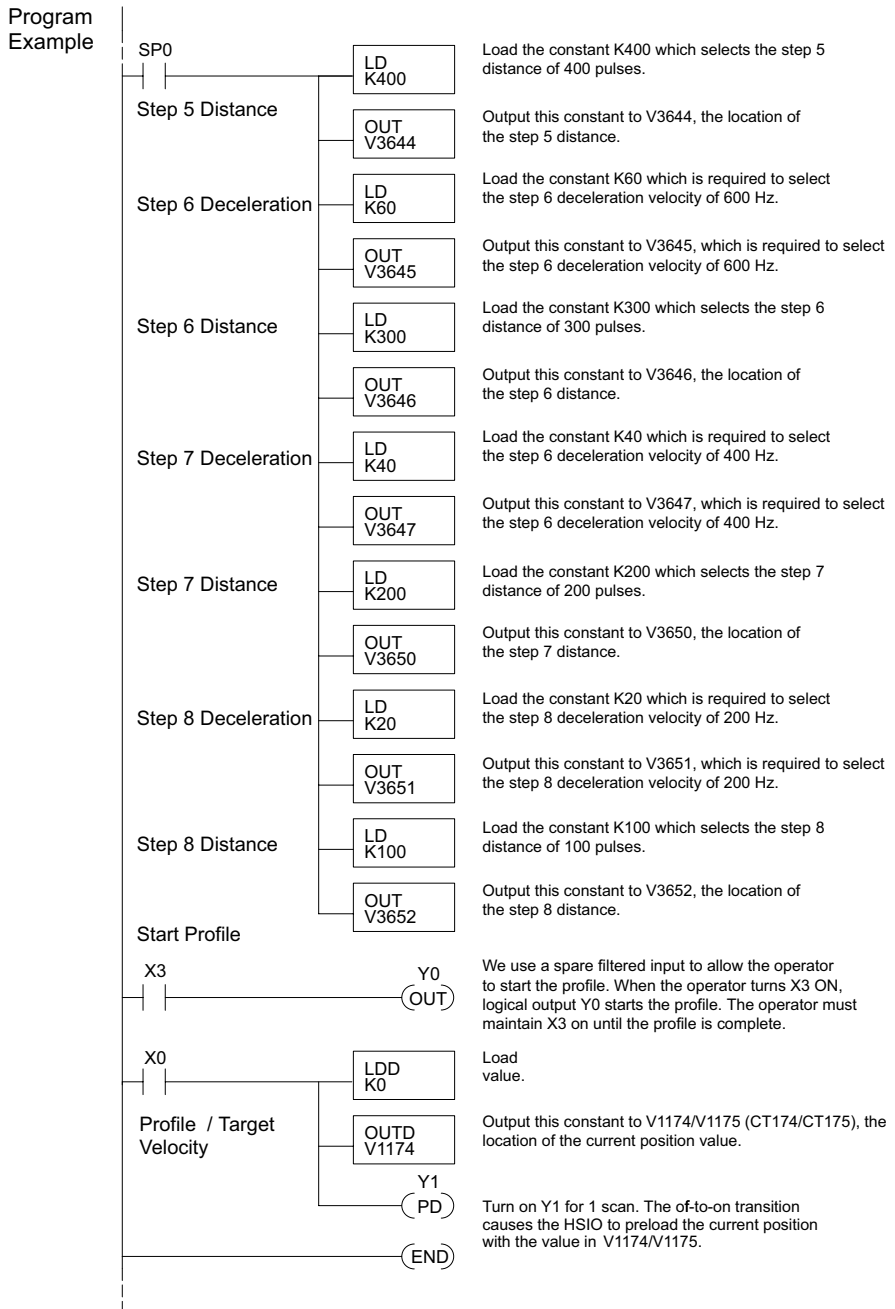 Program
Example
SP0
LD
K400
Load the constant K400 which selects the step 5
distance of 400 pulses.
Step 5 Distance
OUT
V3644
Output this constant to V3644, the location of
the step 5 distance.
Step 6 Deceleration
LD
K60
Load the constant K60 which is required to select
the step 6 deceleration velocity of 600 Hz.
OUT
V3645
Output this constant to V3645, which is required to select
the step 6 deceleration velocity of 600 Hz.
Step 6 Distance
LD
K300
Load the constant K300 which selects the step 6
distance of 300 pulses.
OUT
V3646
Output this constant to V3646, the location of
the step 6 distance.
Step 7 Deceleration
LD
K40
Load the constant K40 which is required to select
the step 6 deceleration velocity of 400 Hz.
OUT
V3647
Output this constant to V3647, which is required to select
the step 6 deceleration velocity of 400 Hz.
Step 7 Distance
LD
K200
Load the constant K200 which selects the step 7
distance of 200 pulses.
OUT
V3650
Output this constant to V3650, the location of
the step 7 distance.
Step 8 Deceleration
LD
K20
Load the constant K20 which is required to select
the step 8 deceleration velocity of 200 Hz.
OUT
V3651
Output this constant to V3651, which is required to select
the step 8 deceleration velocity of 200 Hz.
Step 8 Distance
LD
K100
Load the constant K100 which selects the step 8
distance of 100 pulses.
OUT
V3652
Output this constant to V3652, the location of
the step 8 distance.
Start Profile
X3
Y0
OUT
We use a spare filtered input to allow the operator
to start the profile. When the operator turns X3 ON,
logical output Y0 starts the profile. The operator must
maintain X3 on until the profile is complete.
X0
LDD
K0
Load
value.
Profile / Target
Velocity
OUTD
V1174
Output this constant to V1174/V1175 (CT174/CT175), the
location of the current position value.
Y1
PD
Turn on Y1 for 1 scan. The of-to-on transition
causes the HSIO to preload the current position
with the value in V1174/V1175.
END